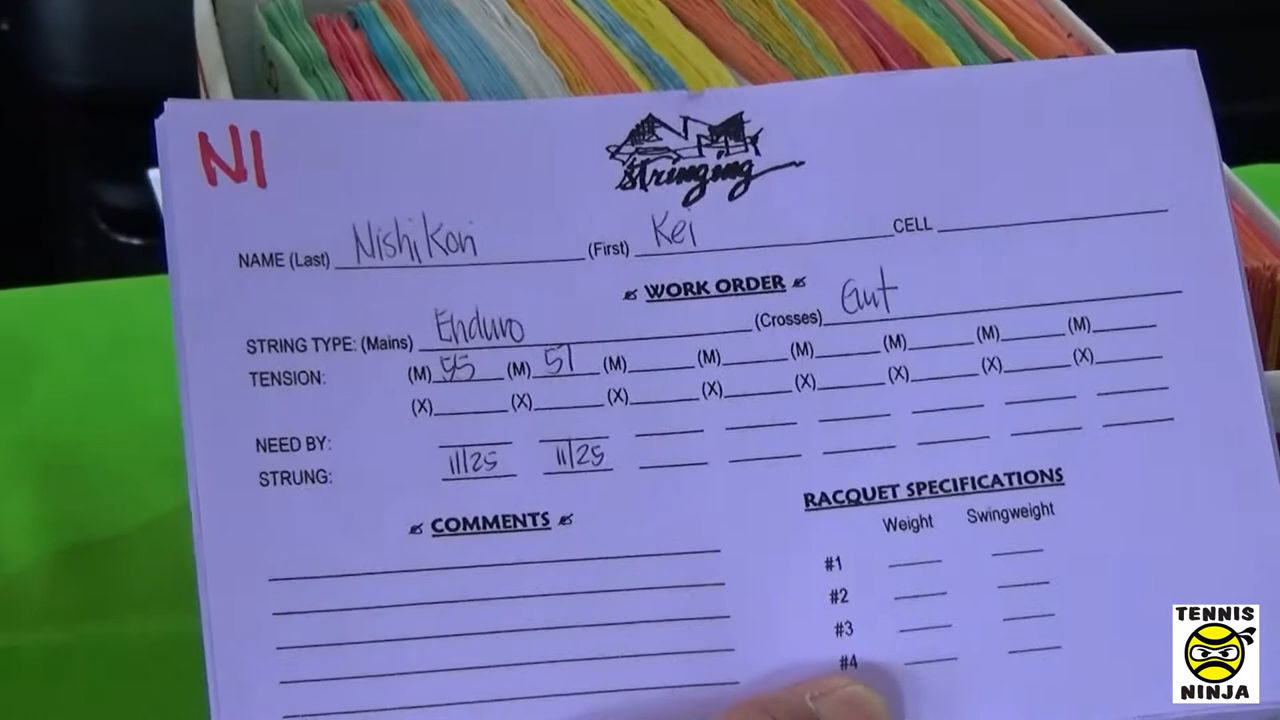 NI
stringing
NAME (Last) Nishikori (First) Kei CELL
WORK ORDER
STRING TYPE: (Mains) Enduro (Crosses) Gut
TENSION: (M) 55 (M) 51 (M) (M) (M) (M) (M) (M)
(X) (X) (X) (X) (X) (X) (X) (X)
NEED BY:
STRUNG: 11/25 11/25
COMMENTS
RACQUET SPECIFICATIONS
Weight Swingweight
#1
#2
#3
#4
TENNIS
NINJA